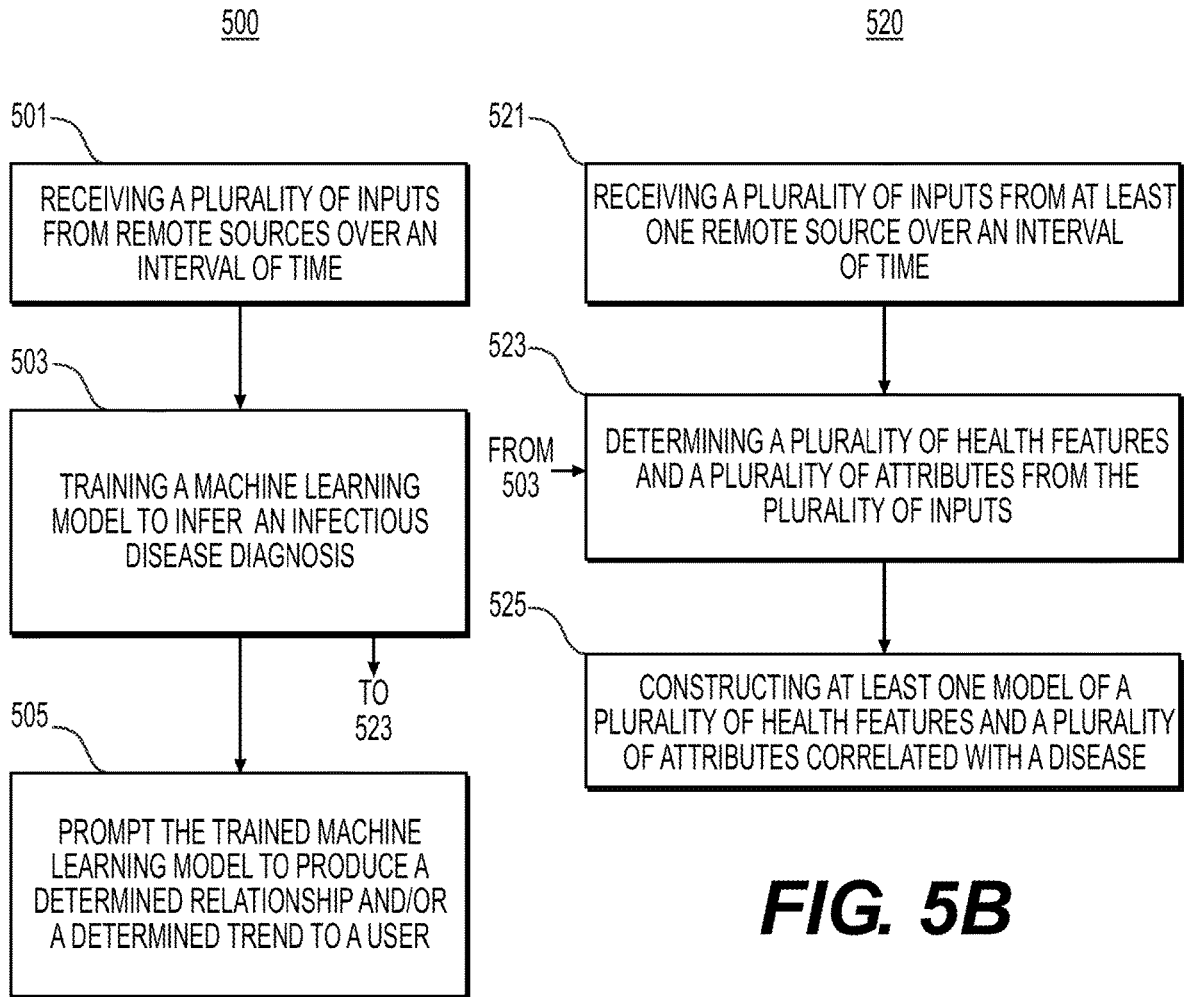 500
501
RECEIVING A PLURALITY OF INPUTS
FROM REMOTE SOURCES OVER AN
INTERVAL OF TIME
503
TRAINING A MACHINE LEARNING
MODEL TO INFER AN INFECTIOUS
DISEASE DIAGNOSIS
TO
523
505
PROMPT THE TRAINED MACHINE
LEARNING MODEL TO PRODUCE A
DETERMINED RELATIONSHIP AND/OR
A DETERMINED TREND TO A USER
520
521
RECEIVING A PLURALITY OF INPUTS FROM AT LEAST
ONE REMOTE SOURCE OVER AN INTERVAL
OF TIME
523
FROM
503
DETERMINING A PLURALITY OF HEALTH FEATURES
AND A PLURALITY OF ATTRIBUTES FROM THE
PLURALITY OF INPUTS
525
CONSTRUCTING AT LEAST ONE MODEL OF A
PLURALITY OF HEALTH FEATURES AND A PLURALITY
OF ATTRIBUTES CORRELATED WITH A DISEASE
FIG. 5B